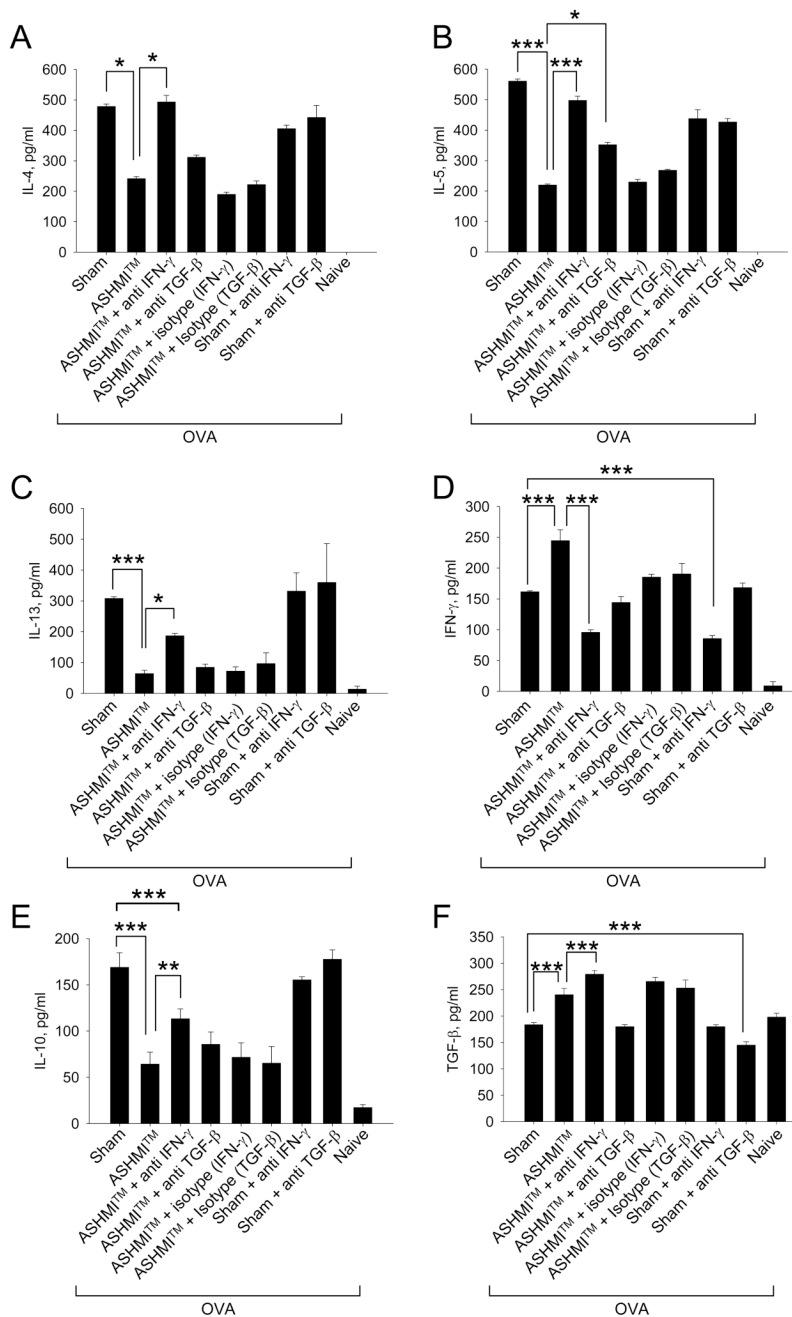 A
*
*
600
500
400
300
200
100
0
IL-4, pg/ml
Sham
ASHMI™
ASHMI™ + anti IFN-γ
ASHMI™ + anti TGF-β
ASHMI™ + isotype (IFN-γ)
ASHMI™ + Isotype (TGF-β)
Sham + anti IFN-γ
Sham + anti TGF-β
Naive
OVA
B
*
***
***
600
500
400
300
200
100
0
IL-5, pg/ml
Sham
ASHMI™
ASHMI™ + anti IFN-γ
ASHMI™ + anti TGF-β
ASHMI™ + isotype (IFN-γ)
ASHMI™ + Isotype (TGF-β)
Sham + anti IFN-γ
Sham + anti TGF-β
Naive
OVA
C
***
*
600
500
400
300
200
100
0
IL-13, pg/ml
Sham
ASHMI™
ASHMI™ + anti IFN-γ
ASHMI™ + anti TGF-β
ASHMI™ + isotype (IFN-γ)
ASHMI™ + Isotype (TGF-β)
Sham + anti IFN-γ
Sham + anti TGF-β
Naive
OVA
D
***
***
***
300
250
200
150
100
50
0
IFN-γ, pg/ml
Sham
ASHMI™
ASHMI™ + anti IFN-γ
ASHMI™ + anti TGF-β
ASHMI™ + isotype (IFN-γ)
ASHMI™ + Isotype (TGF-β)
Sham + anti IFN-γ
Sham + anti TGF-β
Naive
OVA
E
***
***
**
200
150
100
50
0
IL-10, pg/ml
Sham
ASHMI™
ASHMI™ + anti IFN-γ
ASHMI™ + anti TGF-β
ASHMI™ + isotype (IFN-γ)
ASHMI™ + Isotype (TGF-β)
Sham + anti IFN-γ
Sham + anti TGF-β
Naive
OVA
F
***
***
***
350
300
250
200
150
100
50
0
TGF-β, pg/ml
Sham
ASHMI™
ASHMI™ + anti IFN-γ
ASHMI™ + anti TGF-β
ASHMI™ + isotype (IFN-γ)
ASHMI™ + Isotype (TGF-β)
Sham + anti IFN-γ
Sham + anti TGF-β
Naive
OVA